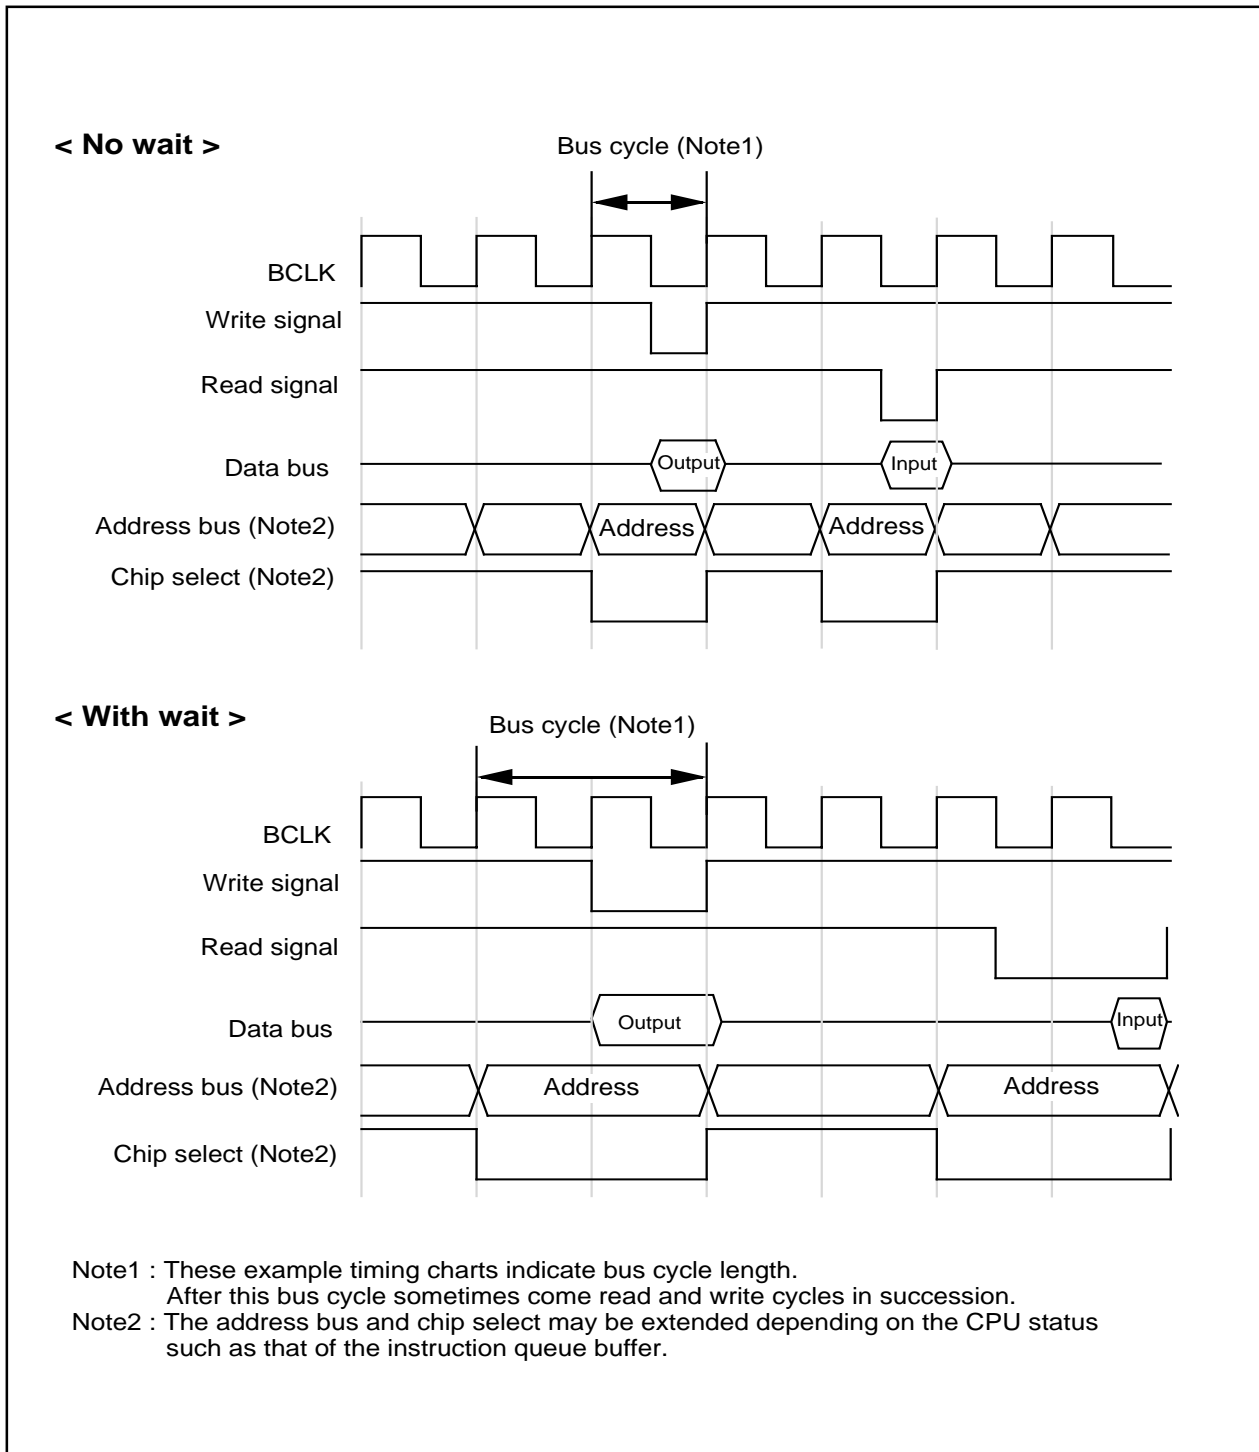 < No wait >
Bus cycle (Note1)
BCLK
Write signal
Read signal
Data bus
Output
Input
Address bus (Note2)
Address
Address
Chip select (Note2)
< With wait >
Bus cycle (Note1)
BCLK
Write signal
Read signal
Data bus
Output
Input
Address bus (Note2)
Address
Address
Chip select (Note2)
Note1 : These example timing charts indicate bus cycle length.
After this bus cycle sometimes come read and write cycles in succession.
Note2 : The address bus and chip select may be extended depending on the CPU status
such as that of the instruction queue buffer.